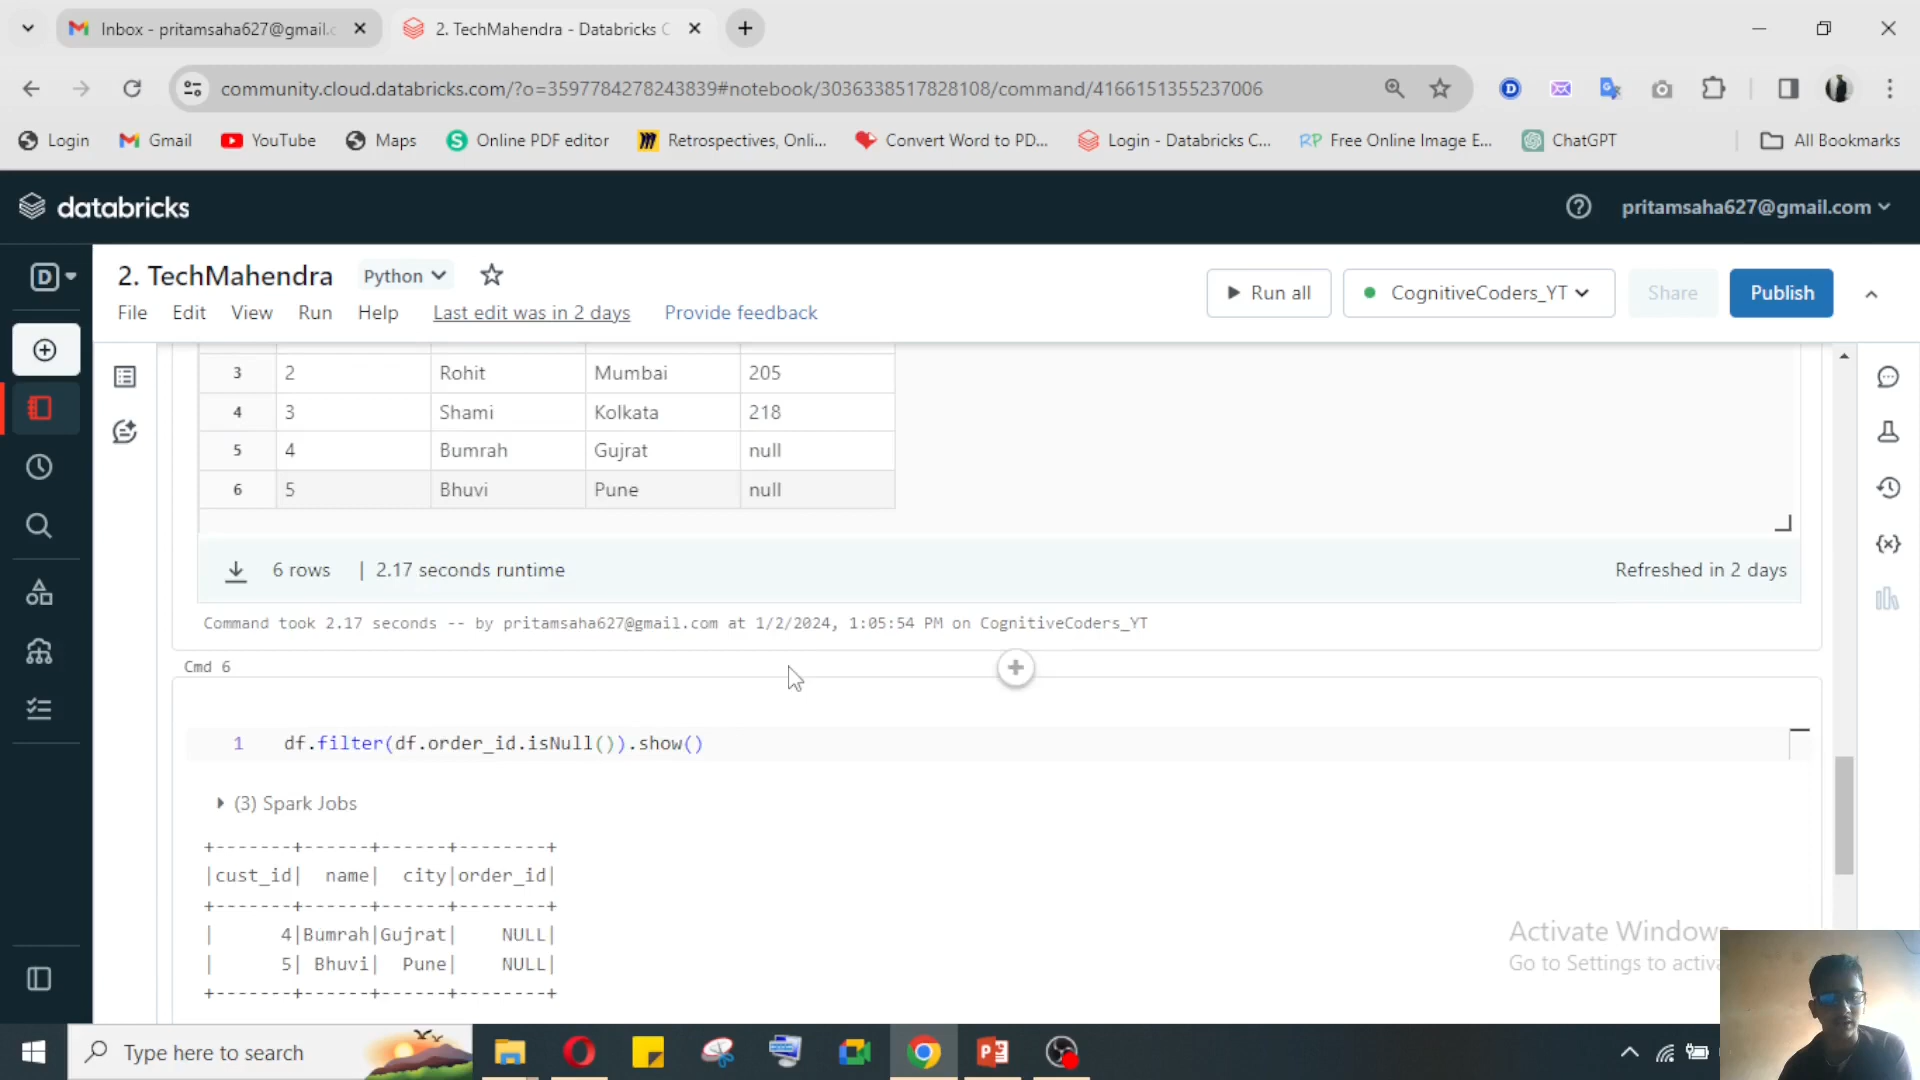 Inbox - pritamsaha627@gmail.c
2. TechMahendra - Databricks C
community.cloud.databricks.com/?o=3597784278243839#notebook/3036338517828108/command/4166151355237006
Login
Gmail
YouTube
Maps
Online PDF editor
Retrospectives, Onli...
Convert Word to PD...
Login - Databricks C...
RP Free Online Image E...
ChatGPT
All Bookmarks
databricks
pritamsaha627@gmail.com
D
2. TechMahendra
Python
File Edit View Run Help Last edit was in 2 days Provide feedback
Run all
CognitiveCoders_YT
Share
Publish
3 2 Rohit Mumbai 205
4 3 Shami Kolkata 218
5 4 Bumrah Gujrat null
6 5 Bhuvi Pune null
6 rows | 2.17 seconds runtime
Refreshed in 2 days
Command took 2.17 seconds -- by pritamsaha627@gmail.com at 1/2/2024, 1:05:54 PM on CognitiveCoders_YT
Cmd 6
1 df.filter(df.order_id.isNull()).show()
(3) Spark Jobs
+-------+------+------+--------+
|cust_id|  name|  city|order_id|
+-------+------+------+--------+
|      4|Bumrah|Gujrat|    NULL|
|      5| Bhuvi|  Pune|    NULL|
+-------+------+------+--------+
Activate Windows
Go to Settings to activa
Type here to search